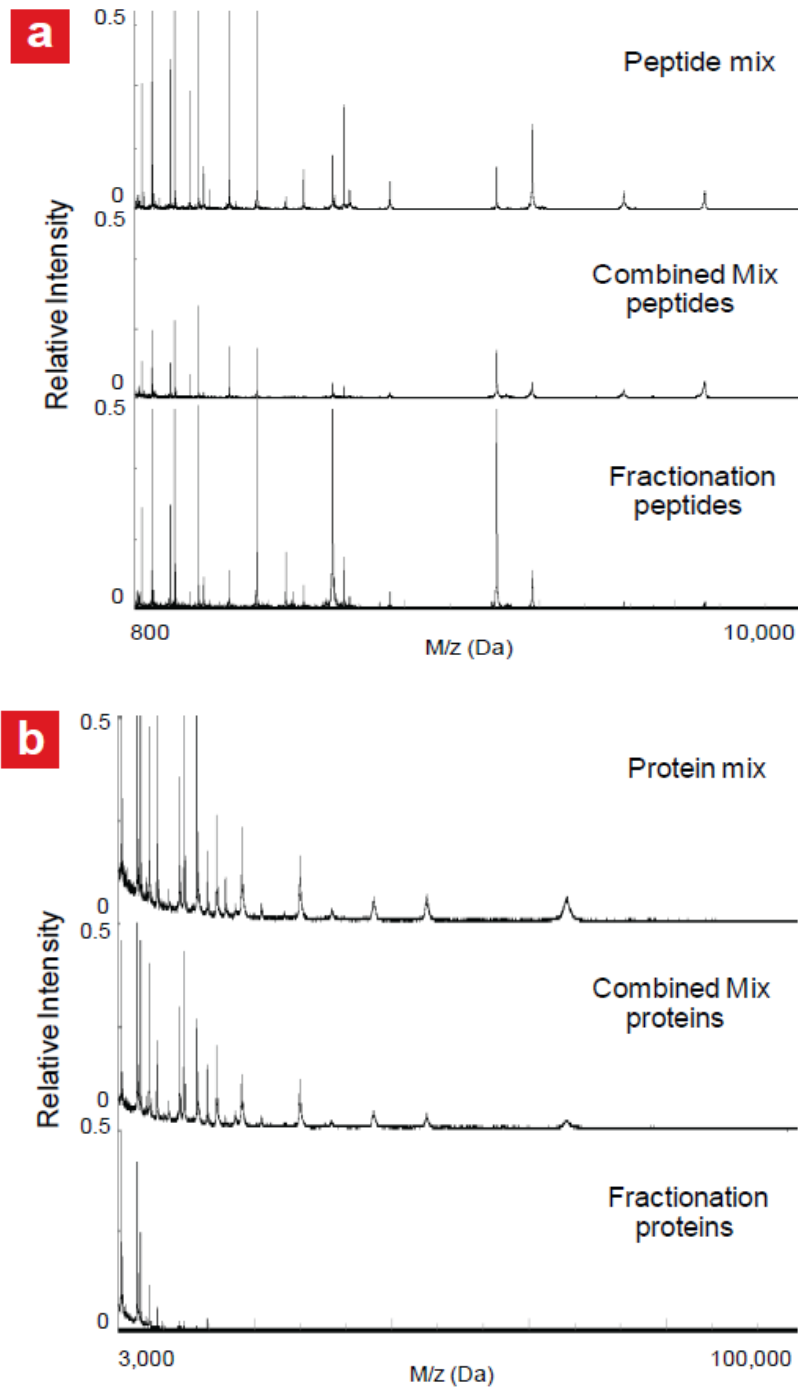 a
0.5
Peptide mix
0
0.5
Combined Mix
peptides
0
0.5
Fractionation
peptides
0
Relative Intensity
800
10,000
M/z (Da)
b
0.5
Protein mix
0
0.5
Combined Mix
proteins
0
0.5
Fractionation
proteins
0
Relative Intensity
3,000
100,000
M/z (Da)